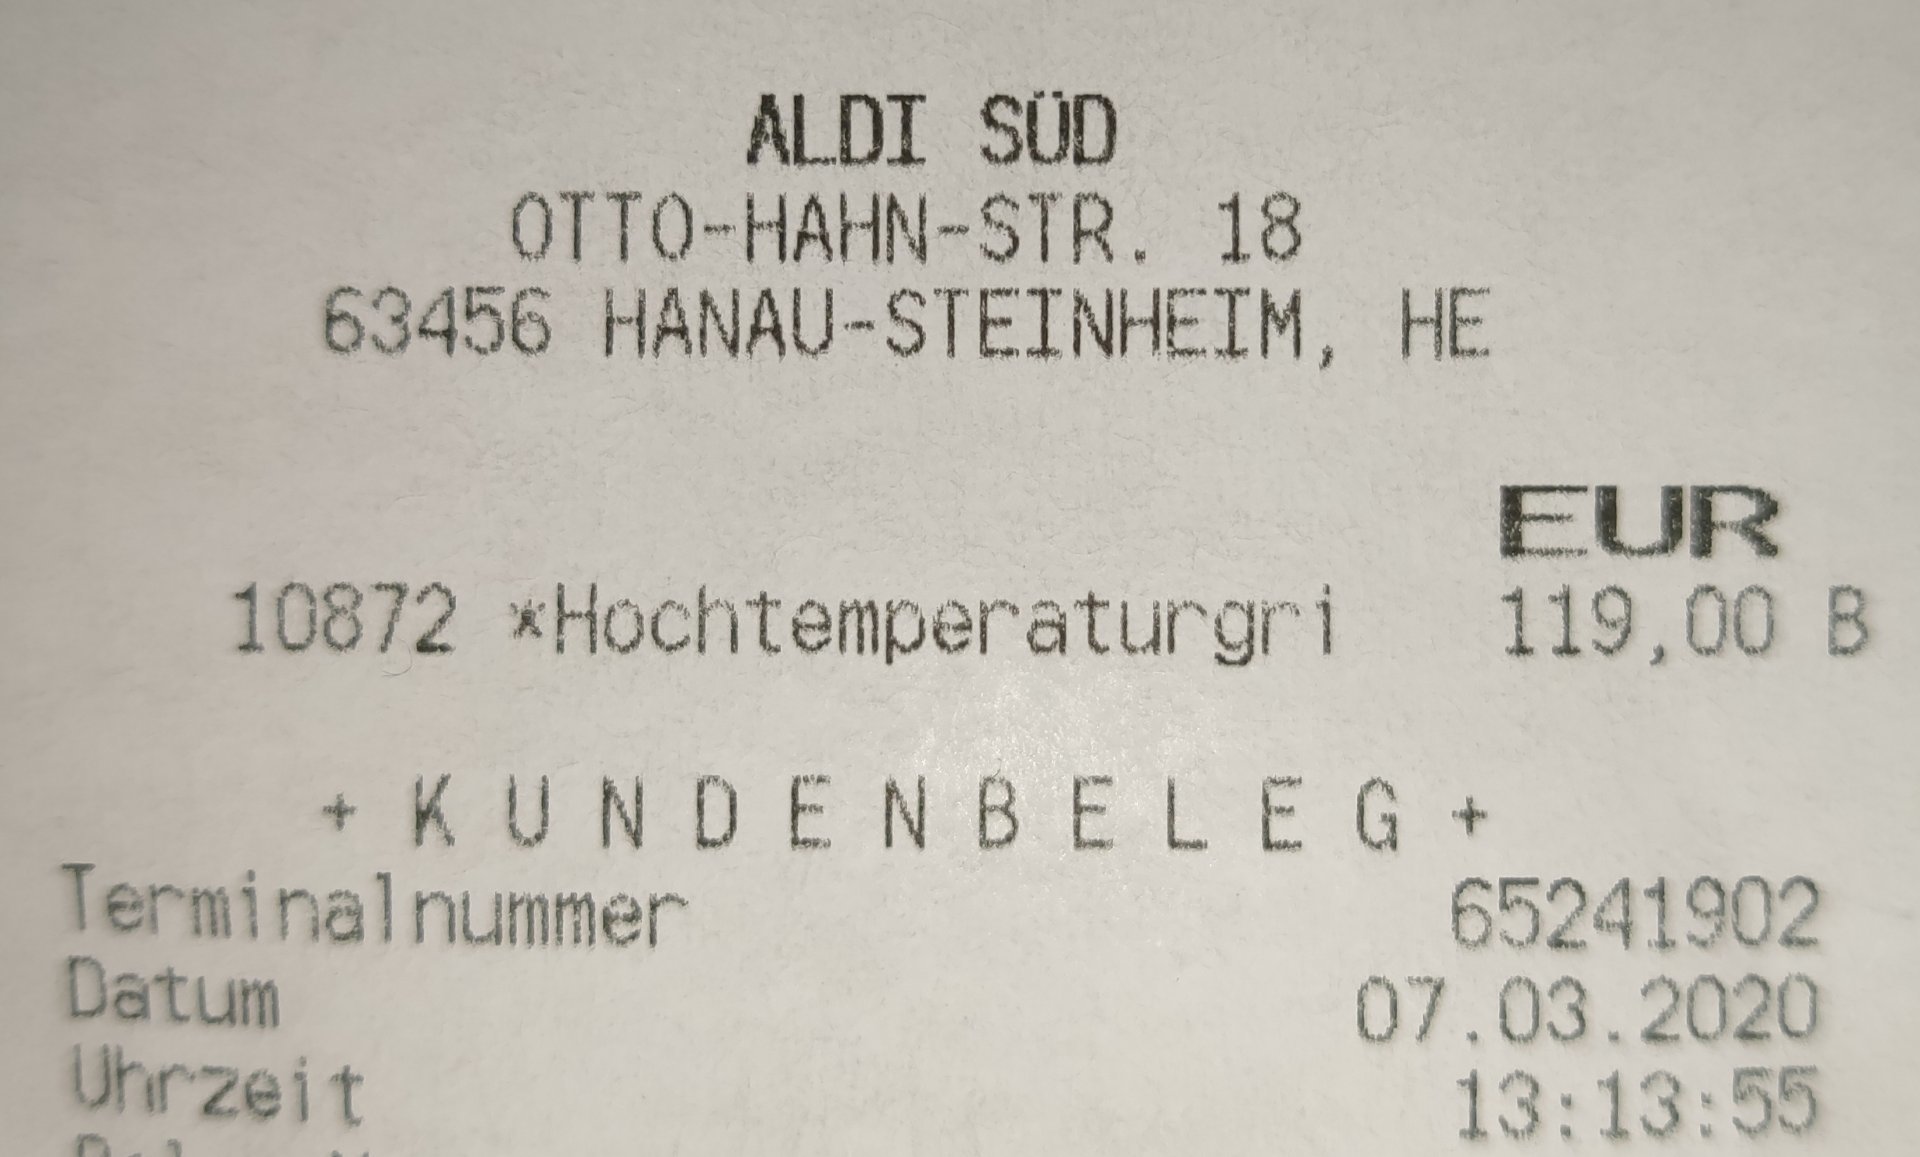 ALDI SÜD
OTTO-HAHN-STR. 18
63456 HANAU-STEINHEIM, HE
EUR
10872 *Hochtemperaturgri 119,00 B
+ K U N D E N B E L E G +
Terminalnummer 65241902
Datum 07.03.2020
Uhrzeit 13:13:55